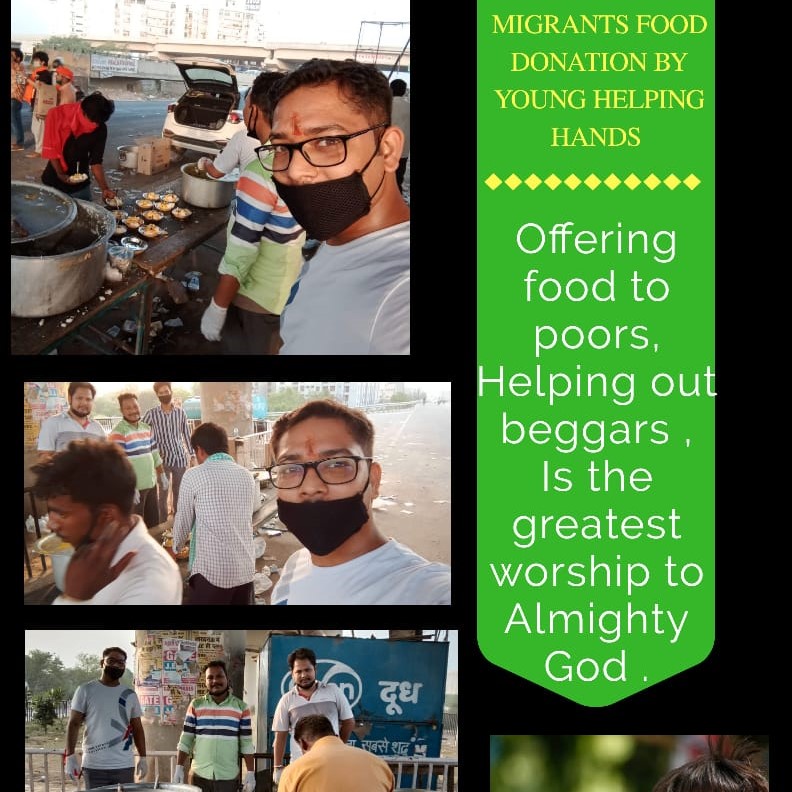 MIGRANTS FOOD
DONATION BY
YOUNG HELPING
HANDS
Offering
food to
poors,
Helping out
beggars ,
Is the
greatest
worship to
Almighty
God .
दूध
सबसे शुद्ध